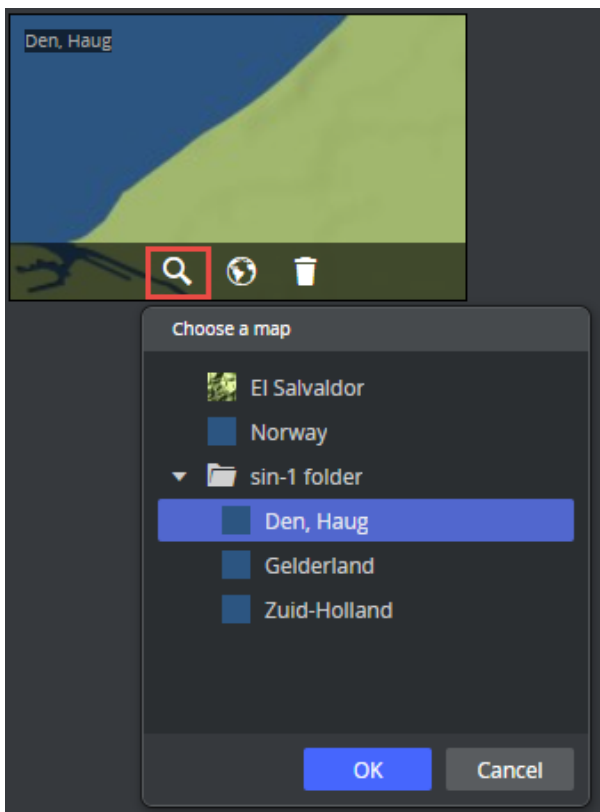 Den, Haug
Choose a map
El Salvaldor
Norway
sin-1 folder
Den, Haug
Gelderland
Zuid-Holland
OK
Cancel